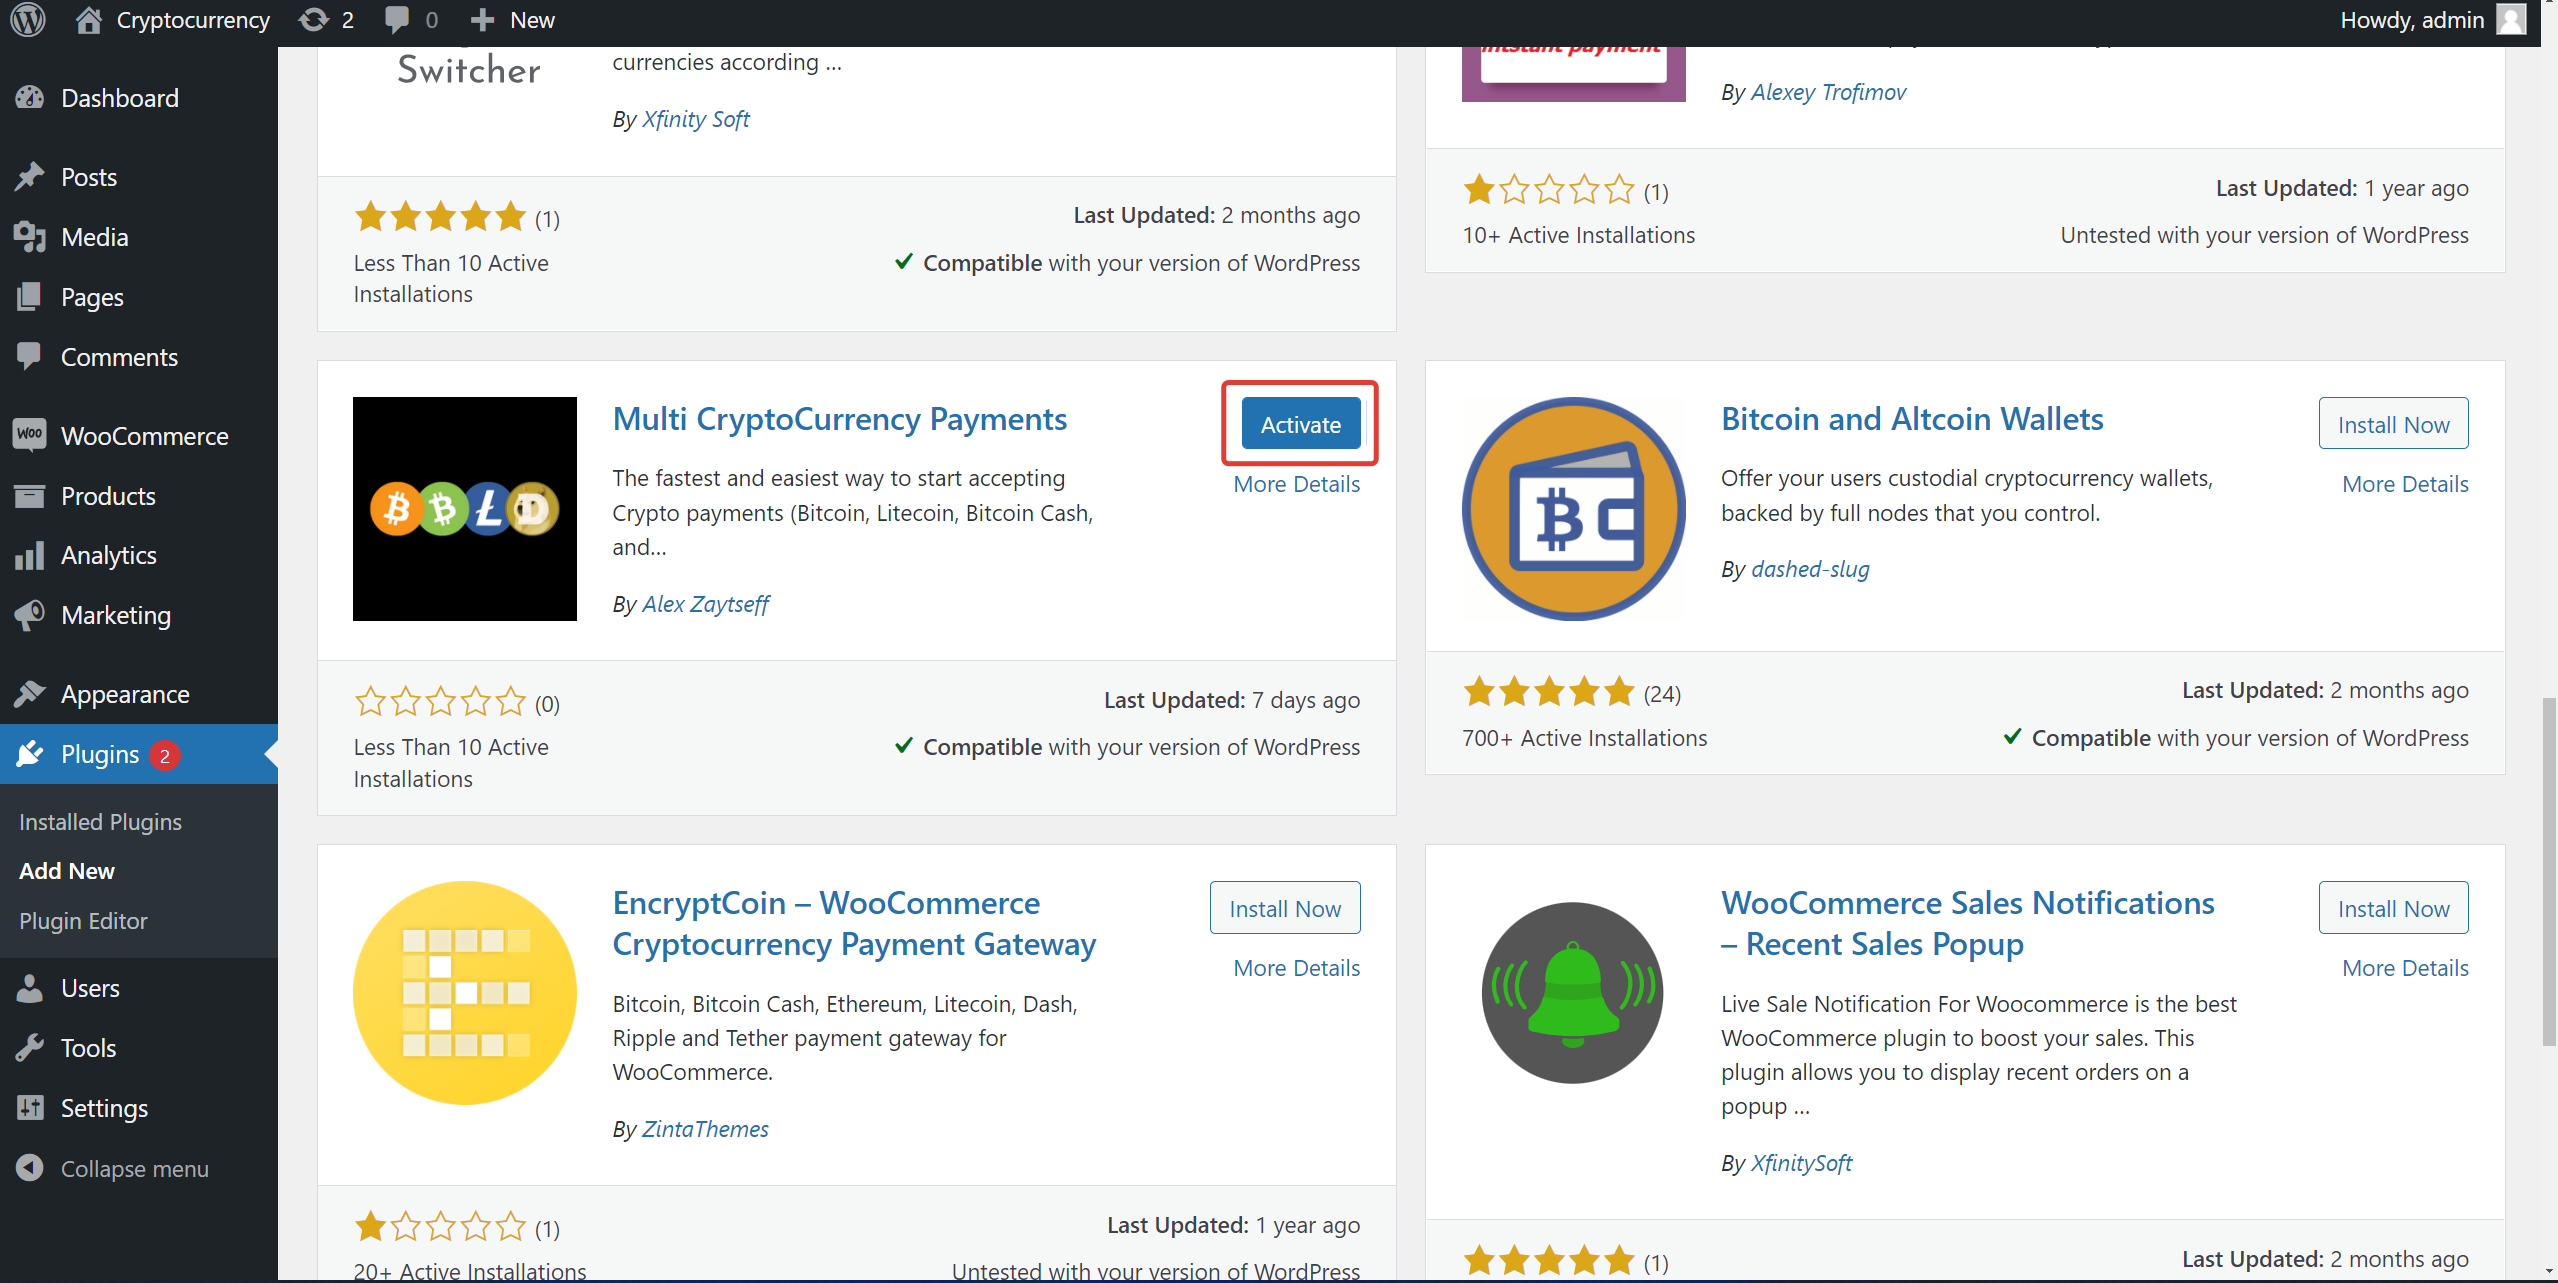 Cryptocurrency
2
0
New
Howdy, admin
Dashboard
Posts
Media
Pages
Comments
WooCommerce
Products
Analytics
Marketing
Appearance
Plugins 2
Installed Plugins
Add New
Plugin Editor
Users
Tools
Settings
Collapse menu
Switcher
currencies according ...
By Xfinity Soft
(1)
Less Than 10 Active
Installations
Last Updated: 2 months ago
Compatible with your version of WordPress
instant payment
By Alexey Trofimov
(1)
10+ Active Installations
Last Updated: 1 year ago
Untested with your version of WordPress
Multi CryptoCurrency Payments
Activate
More Details
The fastest and easiest way to start accepting
Crypto payments (Bitcoin, Litecoin, Bitcoin Cash,
and...
By Alex Zaytseff
(0)
Less Than 10 Active
Installations
Last Updated: 7 days ago
Compatible with your version of WordPress
Bitcoin and Altcoin Wallets
Install Now
More Details
Offer your users custodial cryptocurrency wallets,
backed by full nodes that you control.
By dashed-slug
(24)
700+ Active Installations
Last Updated: 2 months ago
Compatible with your version of WordPress
EncryptCoin – WooCommerce
Cryptocurrency Payment Gateway
Install Now
More Details
Bitcoin, Bitcoin Cash, Ethereum, Litecoin, Dash,
Ripple and Tether payment gateway for
WooCommerce.
By ZintaThemes
(1)
20+ Active Installations
Last Updated: 1 year ago
Untested with your version of WordPress
WooCommerce Sales Notifications
– Recent Sales Popup
Install Now
More Details
Live Sale Notification For Woocommerce is the best
WooCommerce plugin to boost your sales. This
plugin allows you to display recent orders on a
popup ...
By XfinitySoft
(1)
Last Updated: 2 months ago